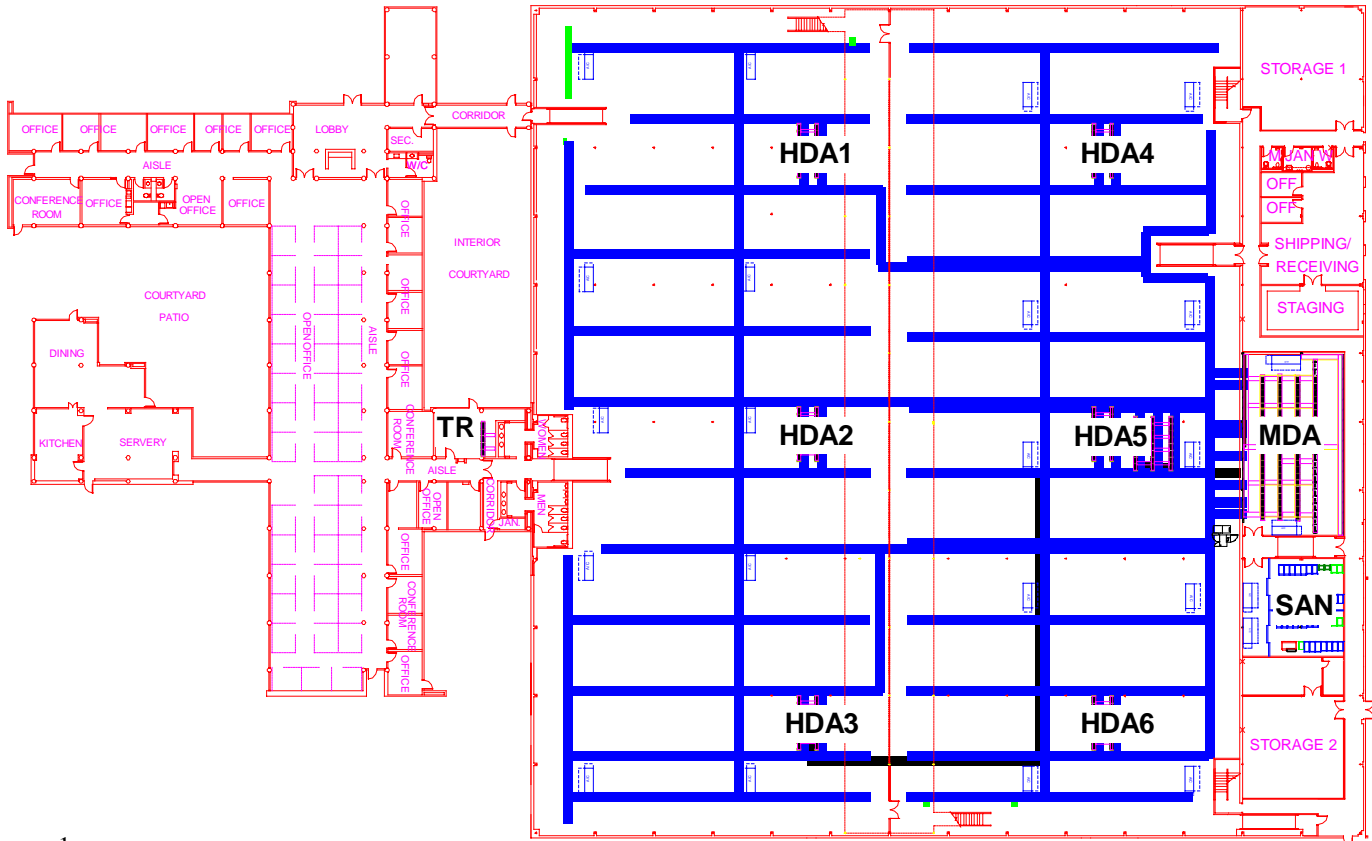 STORAGE 1
CORRIDOR
OFFICE
OFFICE
OFFICE
OFFICE
OFFICE
LOBBY
SEC.
W/C
HDA1
HDA4
AISLE
M JAN W
OFF
OFF
CONFERENCE
ROOM
OFFICE
OPEN
OFFICE
OFFICE
OFFICE
INTERIOR
COURTYARD
SHIPPING/
RECEIVING
STAGING
COURTYARD
PATIO
OFFICE
OPEN OFFICE
AISLE
DINING
OFFICE
KITCHEN
SERVERY
CONFERENCE
ROOM
TR
WOMEN
HDA2
HDA5
MDA
AISLE
OPEN
OFFICE
CORRIDOR
JAN.
MEN
OFFICE
CONFERENCE
ROOM
SAN
OFFICE
HDA3
HDA6
STORAGE 2